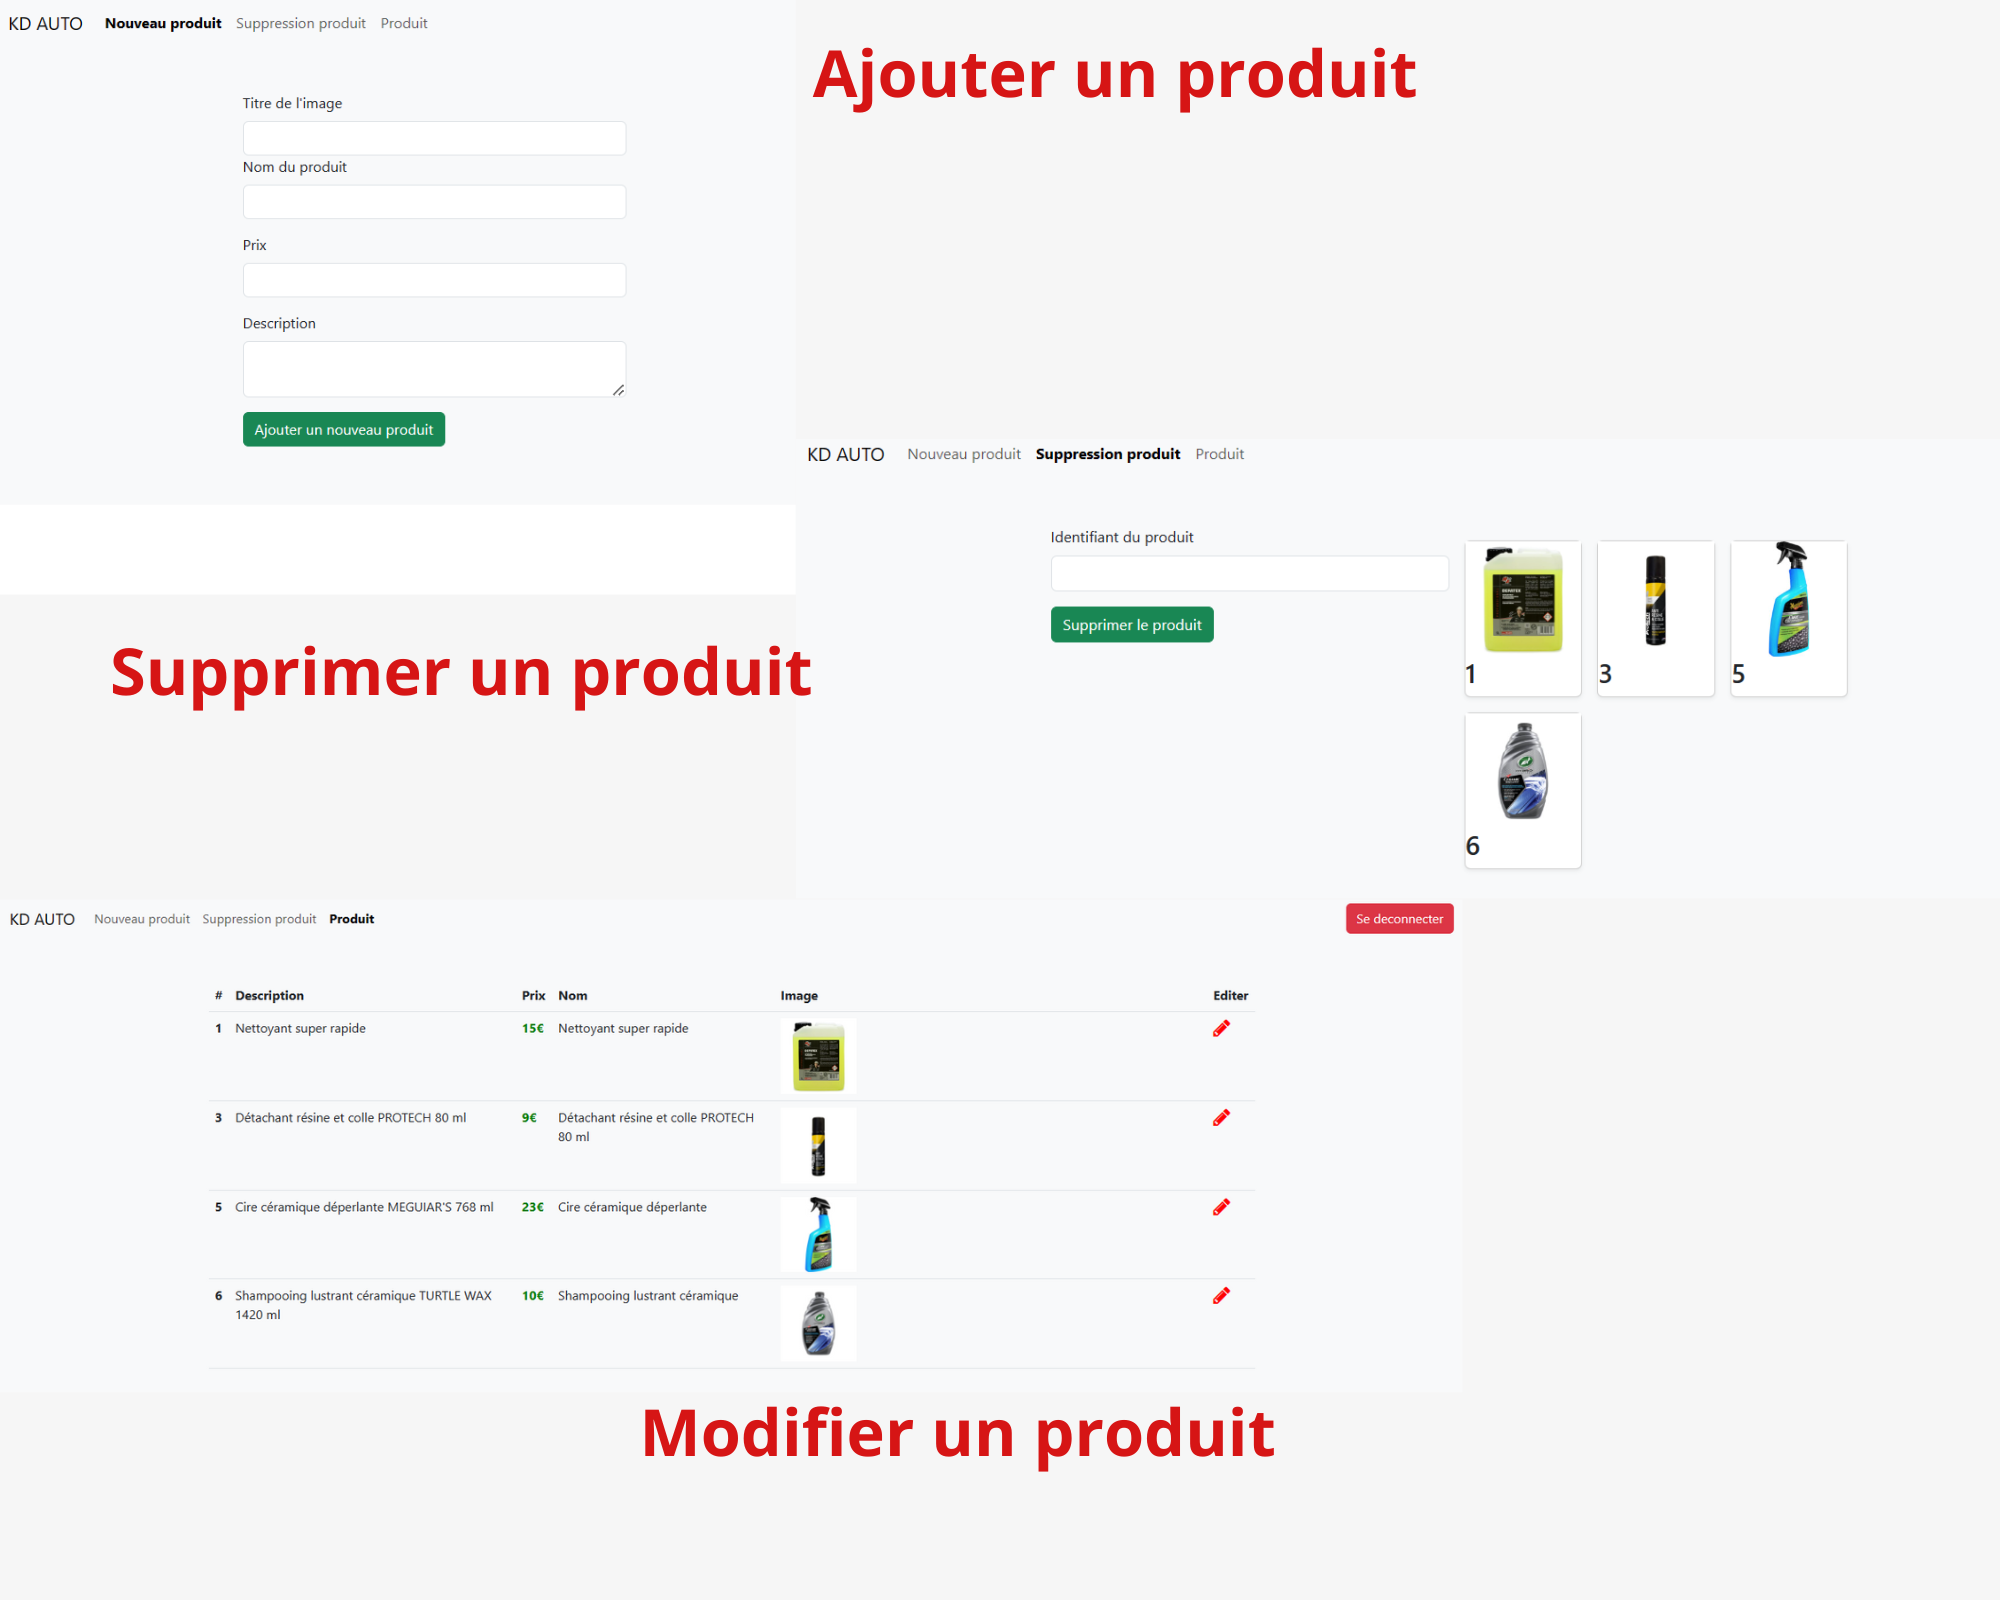 KD AUTO Nouveau produit Suppression produit Produit
Ajouter un produit
Titre de l'image
Nom du produit
Prix
Description
Ajouter un nouveau produit
KD AUTO Nouveau produit Suppression produit Produit
Identifiant du produit
Supprimer le produit
1
3
5
6
Supprimer un produit
KD AUTO Nouveau produit Suppression produit Produit Se deconnecter
# Description Prix Nom Image Editer
1 Nettoyant super rapide 15€ Nettoyant super rapide
3 Détachant résine et colle PROTECH 80 ml 9€ Détachant résine et colle PROTECH
80 ml
5 Cire céramique déperlante MEGUIAR'S 768 ml 23€ Cire céramique déperlante
6 Shampooing lustrant céramique TURTLE WAX 10€ Shampooing lustrant céramique
1420 ml
Modifier un produit